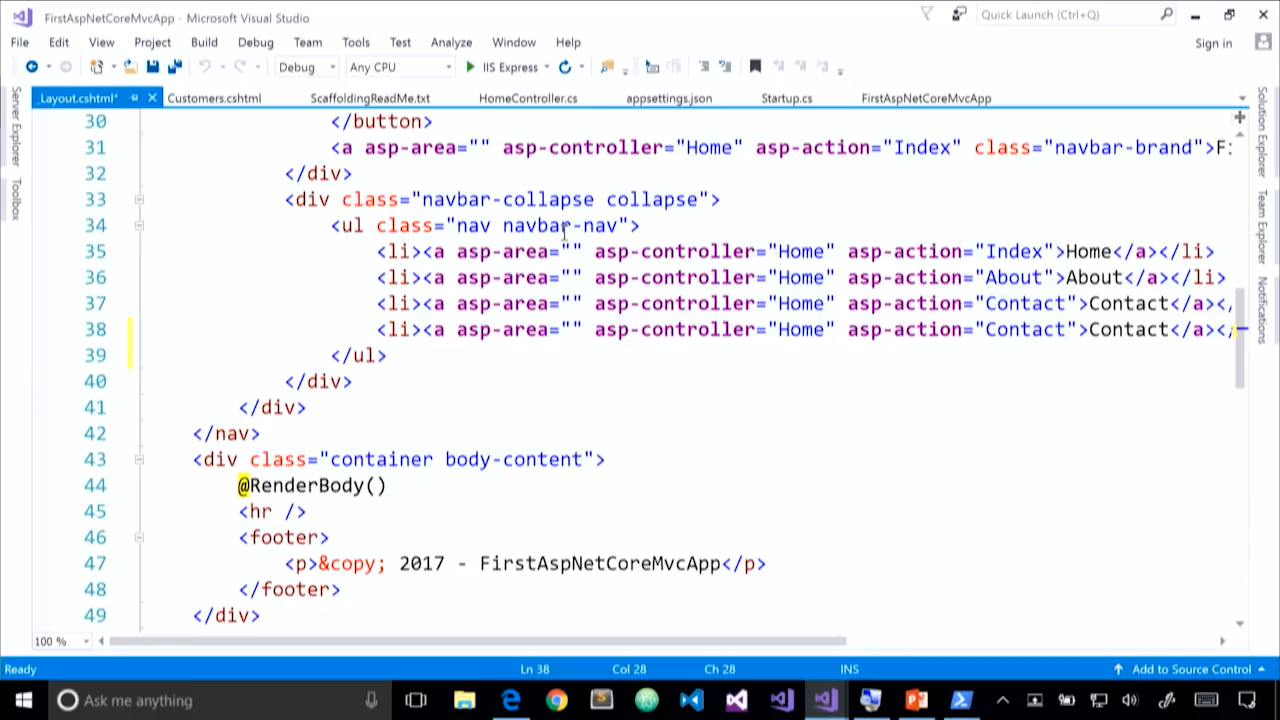 FirstAspNetCoreMvcApp - Microsoft Visual Studio
Quick Launch (Ctrl+Q)
File Edit View Project Build Debug Team Tools Test Analyze Window Help
Sign in
Debug Any CPU IIS Express
_Layout.cshtml* Customers.cshtml ScaffoldingReadMe.txt HomeController.cs appsettings.json Startup.cs FirstAspNetCoreMvcApp
Server Explorer
Toolbox
Solution Explorer
Team Explorer
Notifications
30 </button>
31 <a asp-area="" asp-controller="Home" asp-action="Index" class="navbar-brand">F:
32 </div>
33 <div class="navbar-collapse collapse">
34 <ul class="nav navbar-nav">
35 <li><a asp-area="" asp-controller="Home" asp-action="Index">Home</a></li>
36 <li><a asp-area="" asp-controller="Home" asp-action="About">About</a></li>
37 <li><a asp-area="" asp-controller="Home" asp-action="Contact">Contact</a></
38 <li><a asp-area="" asp-controller="Home" asp-action="Contact">Contact</a></
39 </ul>
40 </div>
41 </div>
42 </nav>
43 <div class="container body-content">
44 @RenderBody()
45 <hr />
46 <footer>
47 <p>&copy; 2017 - FirstAspNetCoreMvcApp</p>
48 </footer>
49 </div>
100 %
Ready Ln 38 Col 28 Ch 28 INS Add to Source Control
Ask me anything